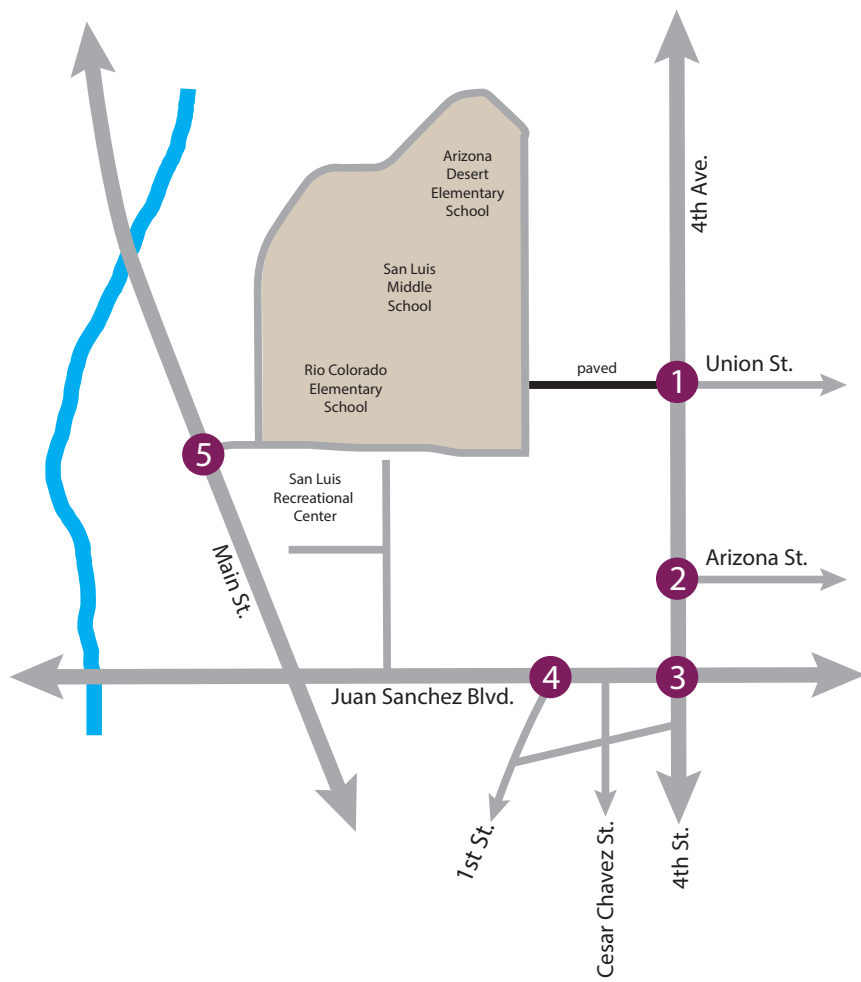 Arizona
Desert
Elementary
School
4th Ave.
San Luis
Middle
School
Rio Colorado
Elementary
School
paved
1
Union St.
5
San Luis
Recreational
Center
Main St.
2
Arizona St.
4
3
Juan Sanchez Blvd.
1st St.
Cesar Chavez St.
4th St.